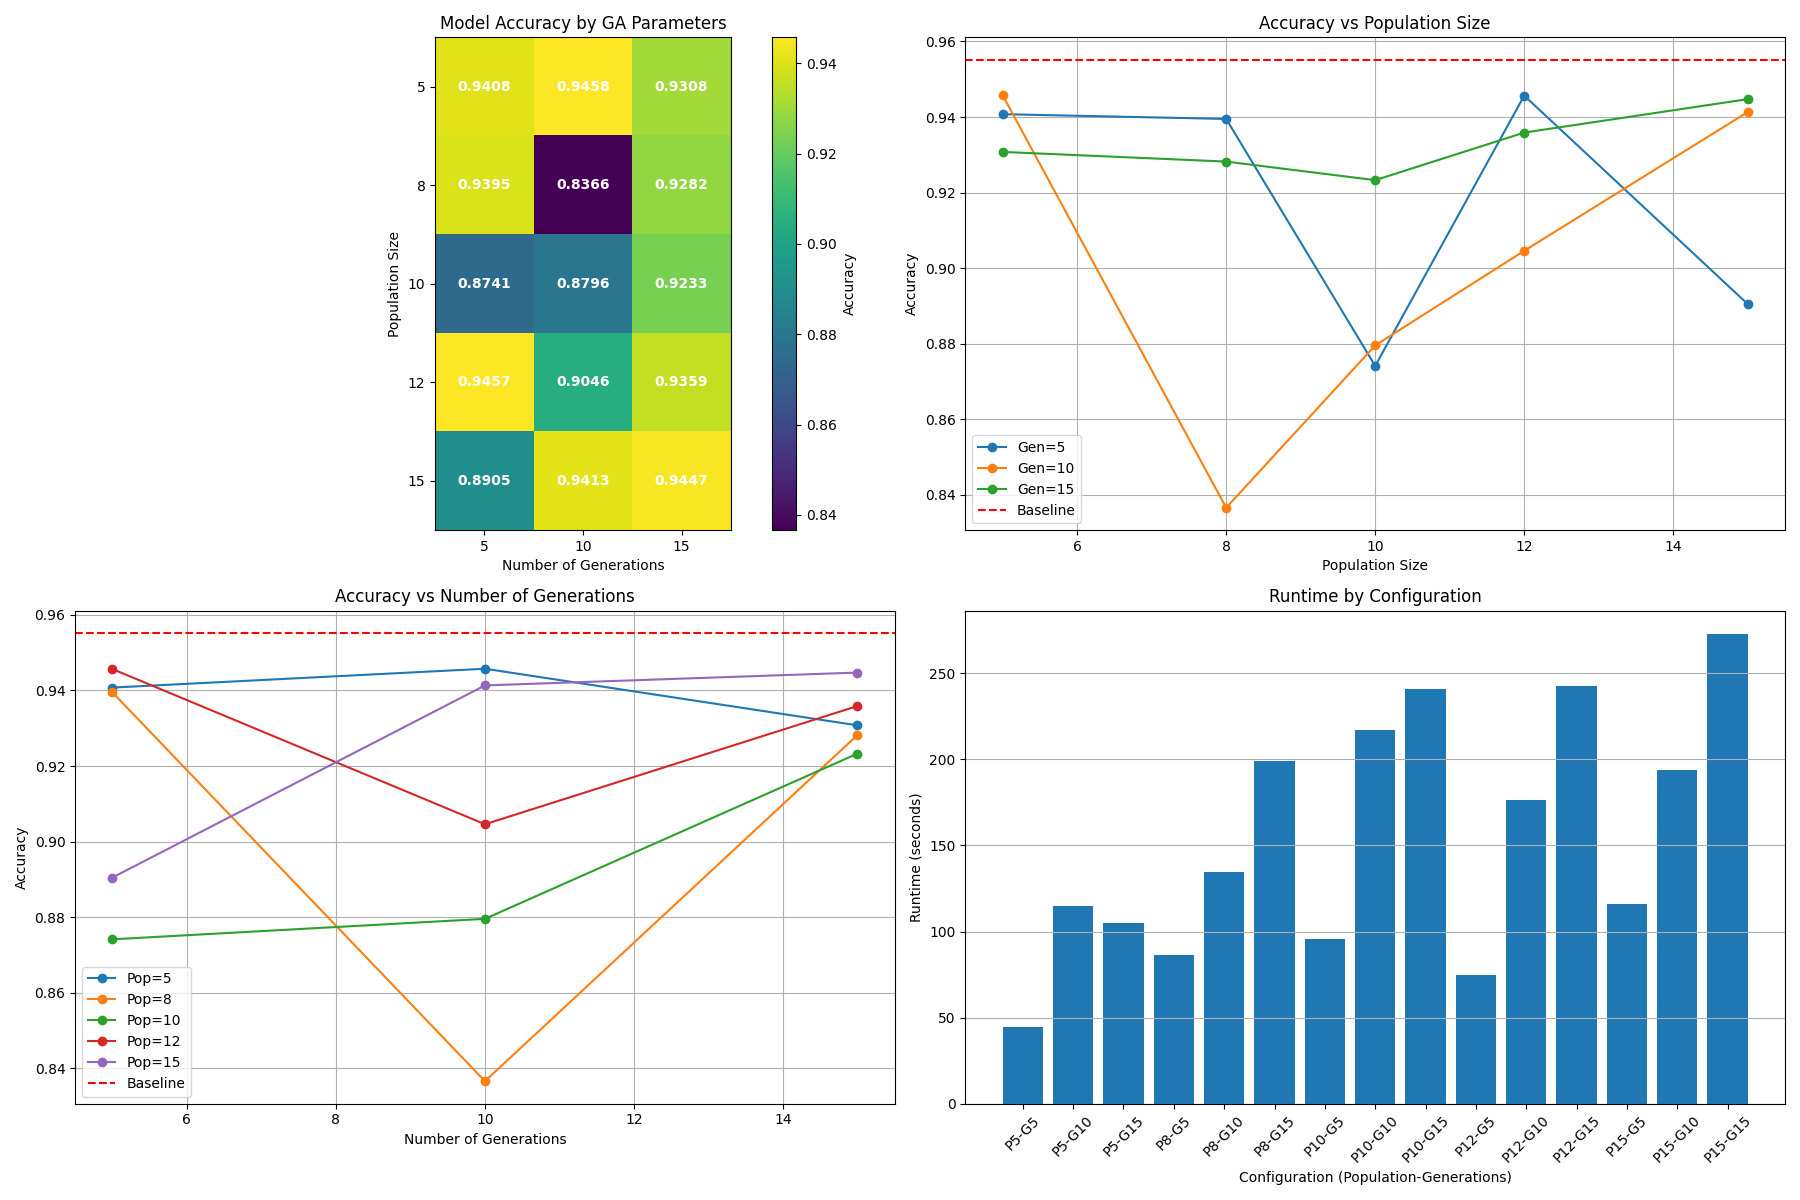 Model Accuracy by GA Parameters
5
8
10
12
15
Population Size
0.9408 0.9458 0.9308
0.9395 0.8366 0.9282
0.8741 0.8796 0.9233
0.9457 0.9046 0.9359
0.8905 0.9413 0.9447
5 10 15
Number of Generations
0.94
0.92
0.90
0.88
0.86
0.84
Accuracy
Accuracy vs Population Size
0.96
0.94
0.92
0.90
0.88
0.86
0.84
Accuracy
Gen=5
Gen=10
Gen=15
Baseline
6 8 10 12 14
Population Size
Accuracy vs Number of Generations
0.96
0.94
0.92
0.90
0.88
0.86
0.84
Accuracy
Pop=5
Pop=8
Pop=10
Pop=12
Pop=15
Baseline
6 8 10 12 14
Number of Generations
Runtime by Configuration
250
200
150
100
50
0
Runtime (seconds)
P5-G5 P5-G10 P5-G15 P8-G5 P8-G10 P8-G15 P10-G5 P10-G10 P10-G15 P12-G5 P12-G10 P12-G15 P15-G5 P15-G10 P15-G15
Configuration (Population-Generations)